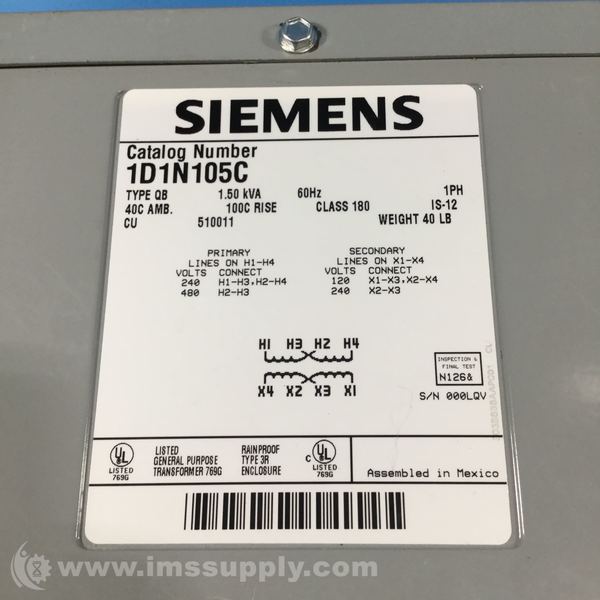 SIEMENS
Catalog Number
1D1N105C
TYPE QB 1.50 kVA 60Hz 1PH
40C AMB. 100C RISE CLASS 180 IS-12
CU 510011 WEIGHT 40 LB
PRIMARY
LINES ON H1-H4
VOLTS CONNECT
240 H1-H3,H2-H4
480 H2-H3
SECONDARY
LINES ON X1-X4
VOLTS CONNECT
120 X1-X3,X2-X4
240 X2-X3
H1 H3 H2 H4
X4 X2 X3 X1
INSPECTION &
FINAL TEST
N126&
S/N 000LQV
UL
LISTED
769G
LISTED
GENERAL PURPOSE
TRANSFORMER 769G
RAINPROOF
TYPE 3R
ENCLOSURE
C UL
LISTED
769G
Assembled in Mexico
www.imssupply.com